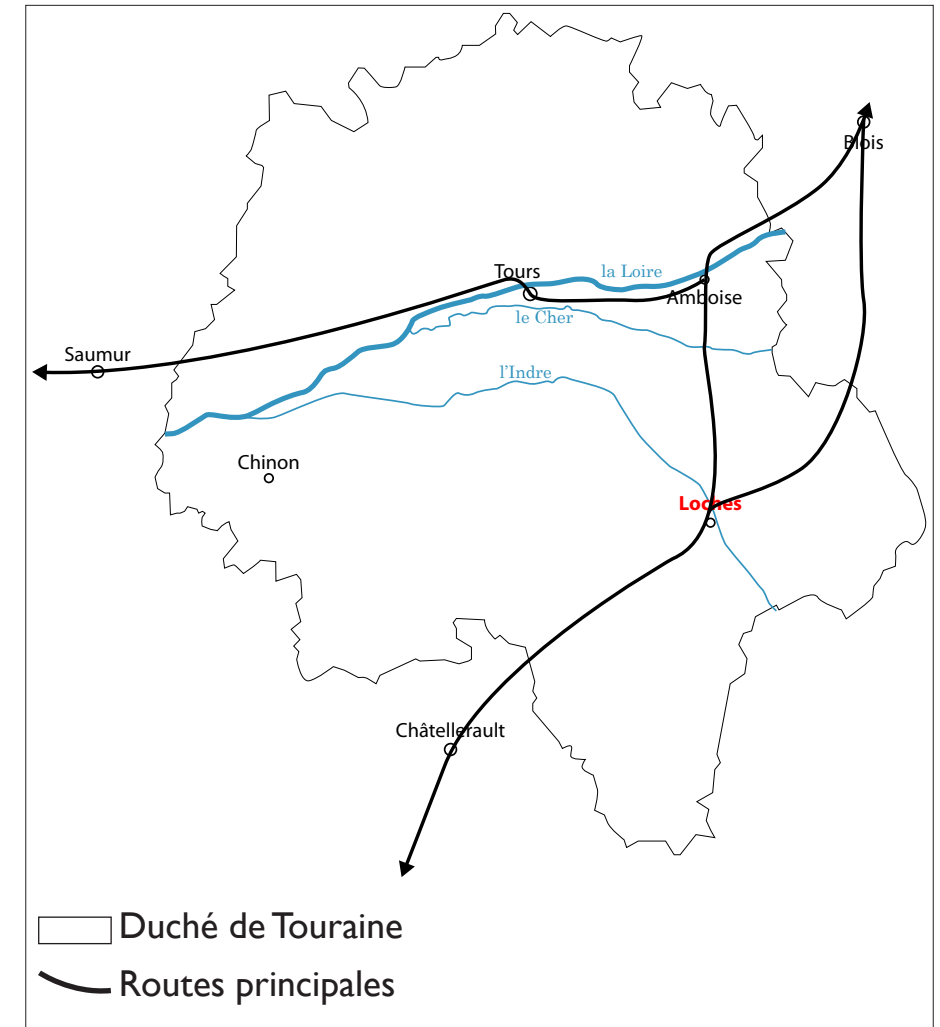 Blois
Tours
la Loire
Amboise
le Cher
Saumur
l'Indre
Chinon
Loches
Châtellerault
Duché de Touraine
Routes principales